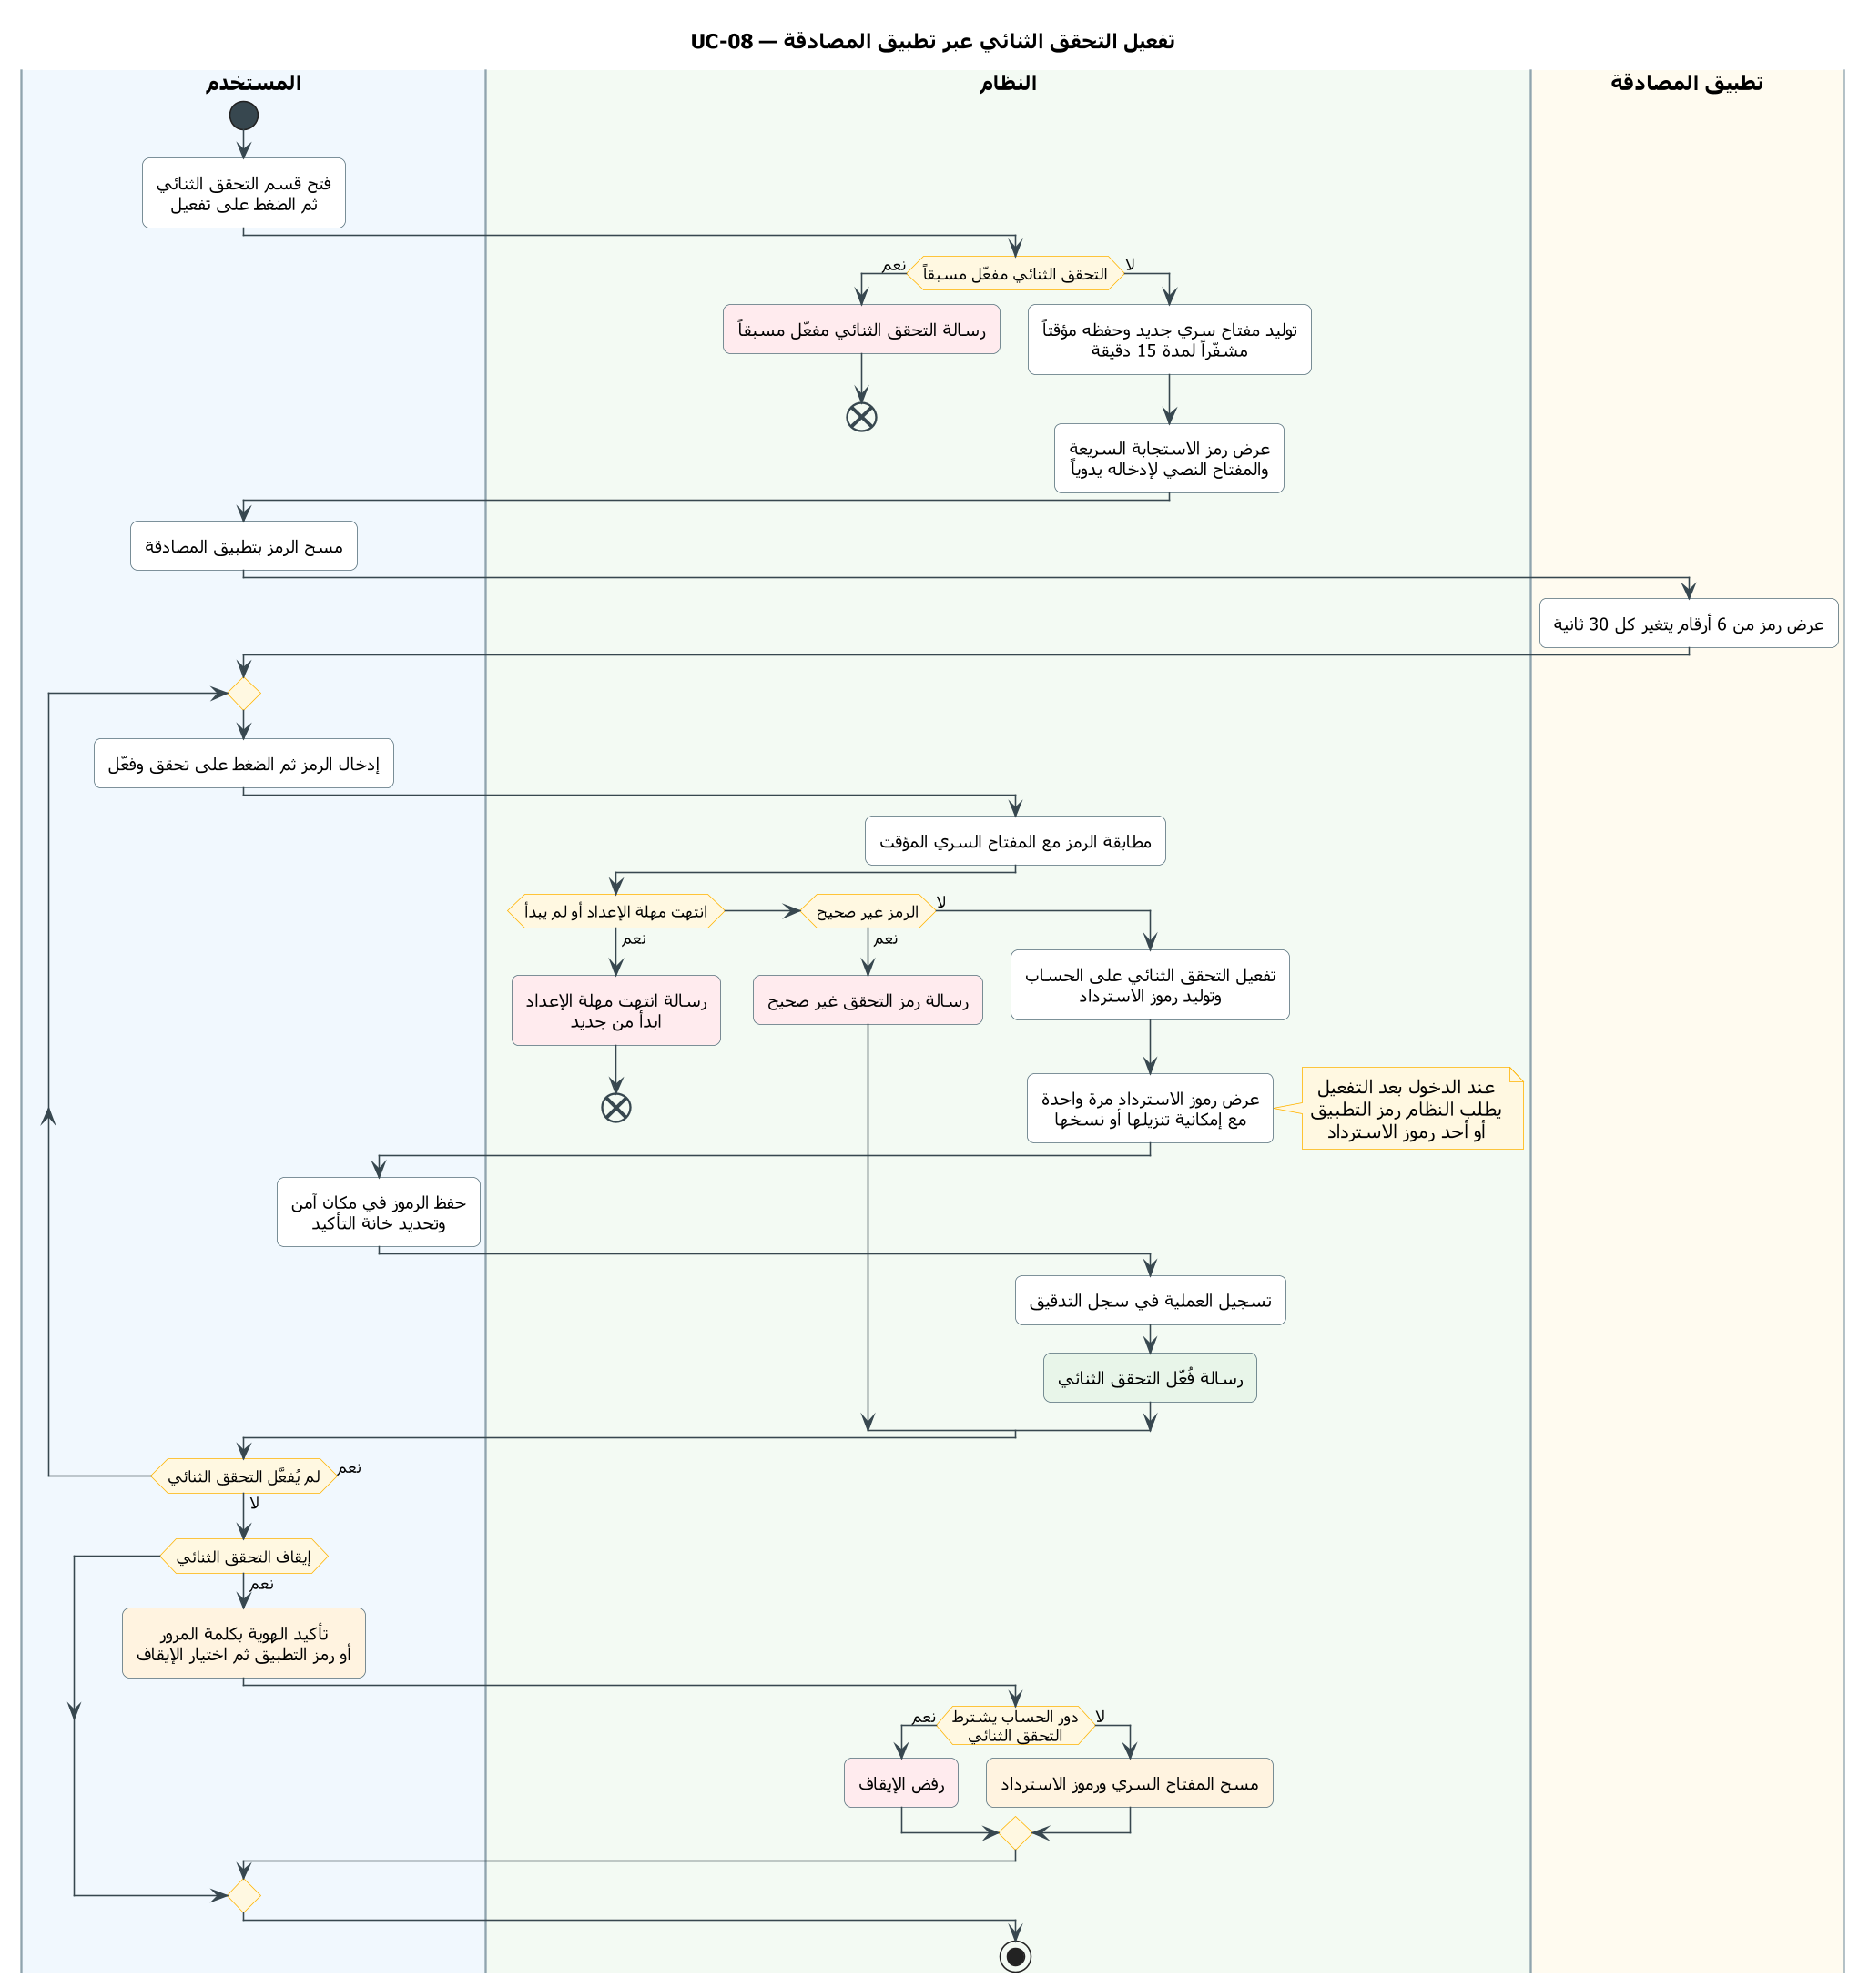 UC-08 — تفعيل التحقق الثنائي عبر تطبيق المصادقة
المستخدم
النظام
تطبيق المصادقة
فتح قسم التحقق الثنائي
ثم الضغط على تفعيل
التحقق الثنائي مفعّل مسبقاً
نعم
لا
رسالة التحقق الثنائي مفعّل مسبقاً
توليد مفتاح سري جديد وحفظه مؤقتاً
مشفّراً لمدة 15 دقيقة
عرض رمز الاستجابة السريعة
والمفتاح النصي لإدخاله يدوياً
مسح الرمز بتطبيق المصادقة
عرض رمز من 6 أرقام يتغير كل 30 ثانية
إدخال الرمز ثم الضغط على تحقق وفعّل
مطابقة الرمز مع المفتاح السري المؤقت
انتهت مهلة الإعداد أو لم يبدأ
نعم
الرمز غير صحيح
نعم
لا
رسالة انتهت مهلة الإعداد
ابدأ من جديد
رسالة رمز التحقق غير صحيح
تفعيل التحقق الثنائي على الحساب
وتوليد رموز الاسترداد
عرض رموز الاسترداد مرة واحدة
مع إمكانية تنزيلها أو نسخها
عند الدخول بعد التفعيل
يطلب النظام رمز التطبيق
أو أحد رموز الاسترداد
حفظ الرموز في مكان آمن
وتحديد خانة التأكيد
تسجيل العملية في سجل التدقيق
رسالة فُعّل التحقق الثنائي
لم يُفعَّل التحقق الثنائي
نعم
لا
إيقاف التحقق الثنائي
نعم
تأكيد الهوية بكلمة المرور
أو رمز التطبيق ثم اختيار الإيقاف
دور الحساب يشترط
التحقق الثنائي
نعم
لا
رفض الإيقاف
مسح المفتاح السري ورموز الاسترداد